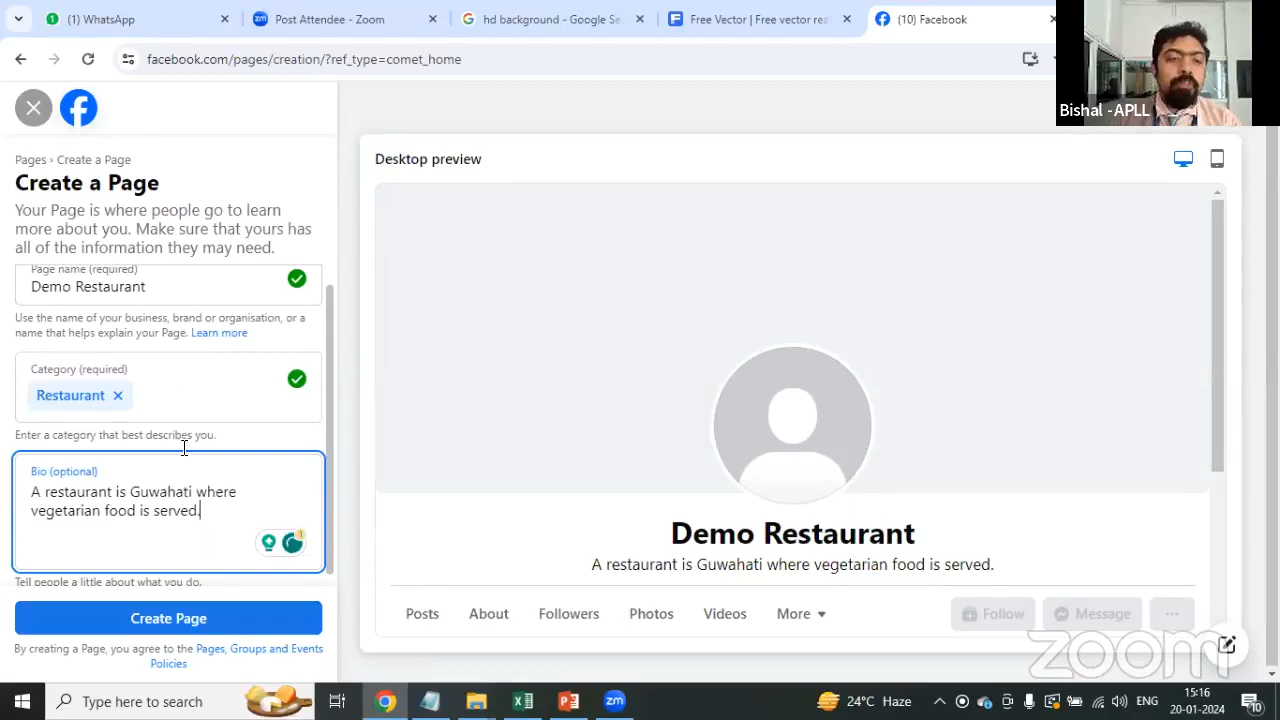 (1) WhatsApp
Post Attendee - Zoom
hd background - Google Se
Free Vector | Free vector rea
(10) Facebook
facebook.com/pages/creation/?ref_type=comet_home
Bishal -APLL
Pages › Create a Page
Create a Page
Your Page is where people go to learn
more about you. Make sure that yours has
all of the information they may need.
Page name (required)
Demo Restaurant
Use the name of your business, brand or organisation, or a
name that helps explain your Page. Learn more
Category (required)
Restaurant
Enter a category that best describes you.
Bio (optional)
A restaurant is Guwahati where
vegetarian food is served.
Tell people a little about what you do.
Create Page
By creating a Page, you agree to the Pages, Groups and Events
Policies
Desktop preview
Demo Restaurant
A restaurant is Guwahati where vegetarian food is served.
Posts About Followers Photos Videos More Follow Message
zoom
Type here to search
24°C Haze
ENG
15:16
20-01-2024
10